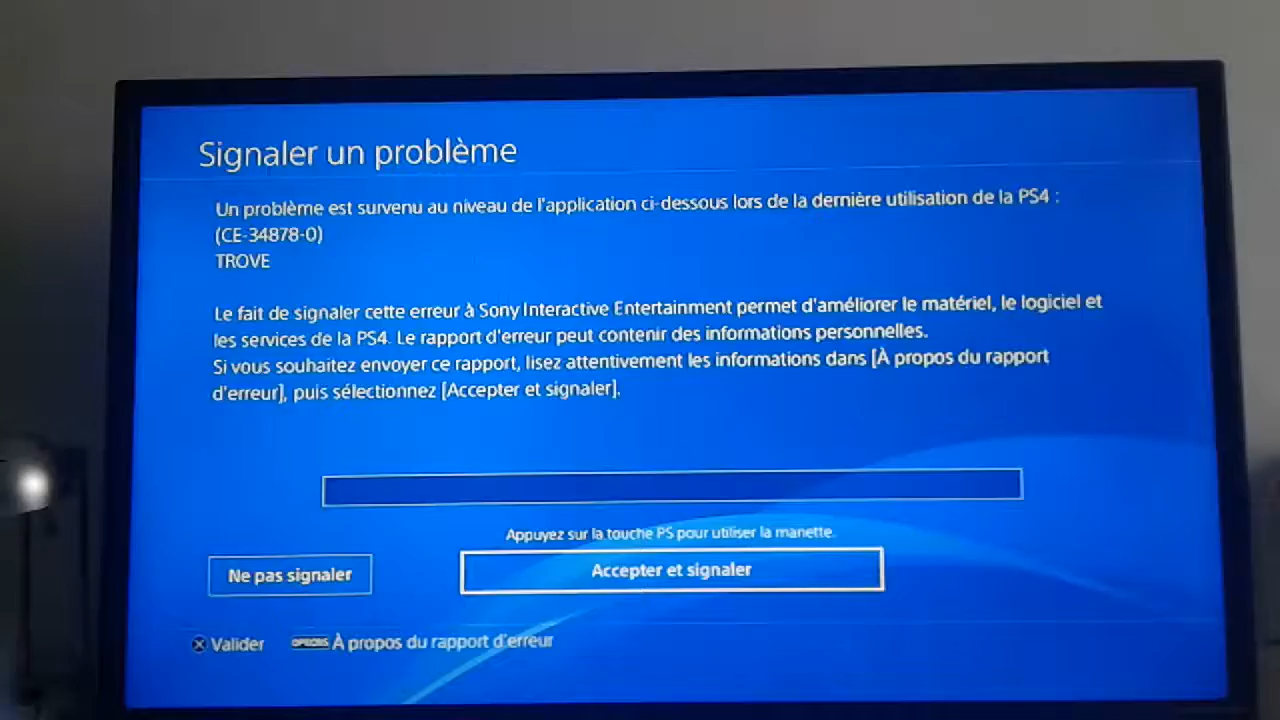 Signaler un problème
Un problème est survenu au niveau de l'application ci-dessous lors de la dernière utilisation de la PS4 :
(CE-34878-0)
TROVE
Le fait de signaler cette erreur à Sony Interactive Entertainment permet d'améliorer le matériel, le logiciel et
les services de la PS4. Le rapport d'erreur peut contenir des informations personnelles.
Si vous souhaitez envoyer ce rapport, lisez attentivement les informations dans [À propos du rapport
d'erreur], puis sélectionnez [Accepter et signaler].
Appuyez sur la touche PS pour utiliser la manette.
Ne pas signaler
Accepter et signaler
Valider
OPTIONS À propos du rapport d'erreur